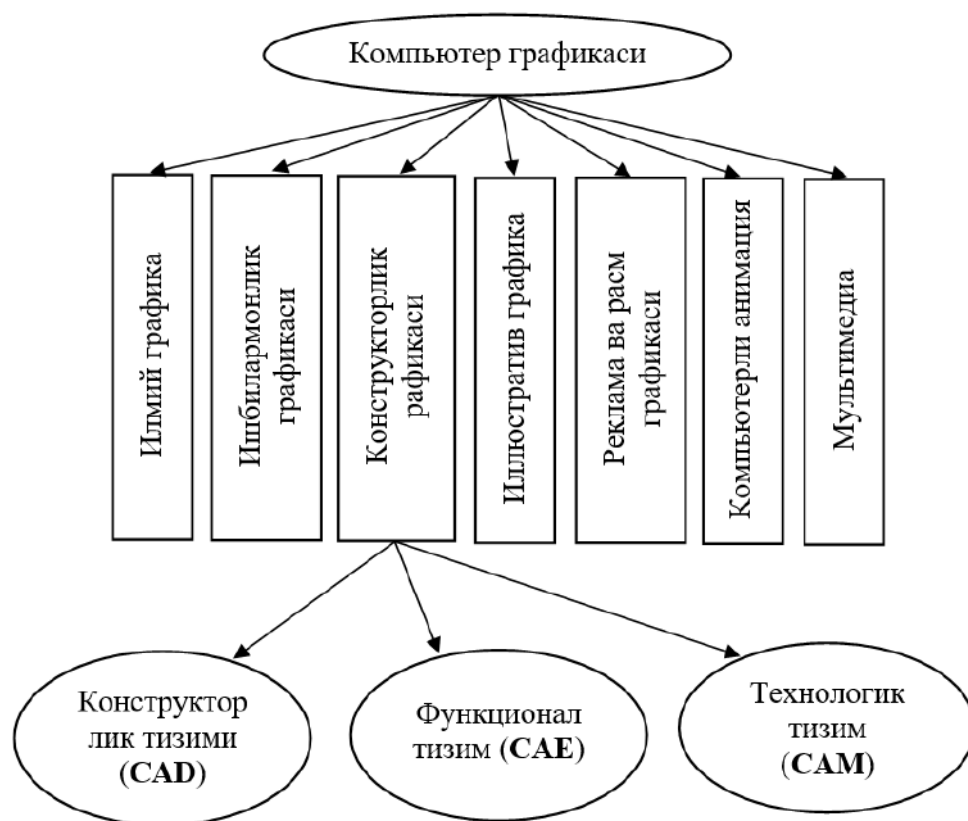 Компьютер графикаси
Илмий графика
Ишбилармонлик
графикаси
Конструкторлик
рафикаси
Иллюстратив графика
Реклама ва расм
графикаси
Компьютерли анимация
Мультимедиа
Конструктор
лик тизими
(CAD)
Функционал
тизим (CAE)
Технологик
тизим
(CAM)